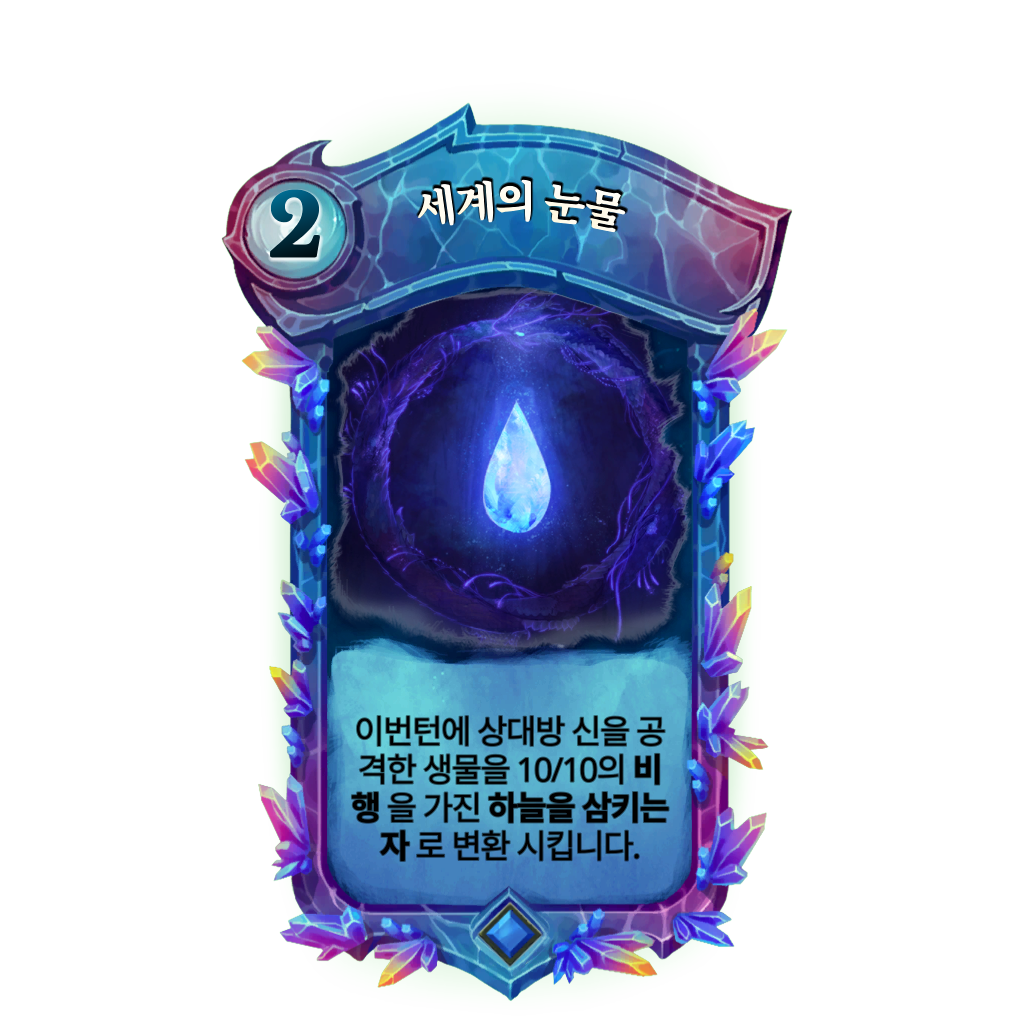 2
세계의 눈물
이번턴에 상대방 신을 공
격한 생물을 10/10의 비
행 을 가진 하늘을 삼키는
자 로 변환 시킵니다.